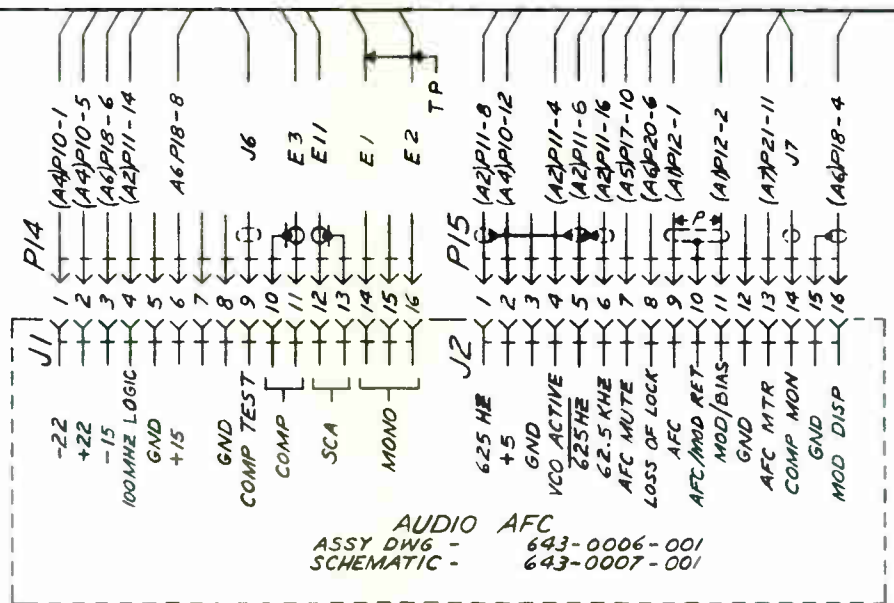 (A4)P10-1
(A4)P10-5
(A6)P18-6
(A2)P11-14
A6P18-8
J6
E3
E11
E1
E2
TP
(A2)P11-8
(A4)P10-12
(A2)P11-4
(A2)P11-6
(A2)P11-16
(A5)P17-10
(A6)P20-6
(A1)P12-1
(A1)P12-2
(A7)P21-11
J7
(A6)P18-4
P14
P15
P
1
2
3
4
5
6
7
8
9
10
11
12
13
14
15
16
1
2
3
4
5
6
7
8
9
10
11
12
13
14
15
16
J1
J2
-22
+22
-15
100MHZ LOGIC
GND
+15
GND
COMP TEST
COMP
SCA
MONO
625 HZ
+5
GND
VCO ACTIVE
625HZ
62.5 KHZ
AFC MUTE
LOSS OF LOCK
AFC
AFC/MOD RET
MOD/BIAS
GND
AFC MTR
COMP MON
GND
MOD DISP
AUDIO AFC
ASSY DWG - 643-0006-001
SCHEMATIC - 643-0007-001